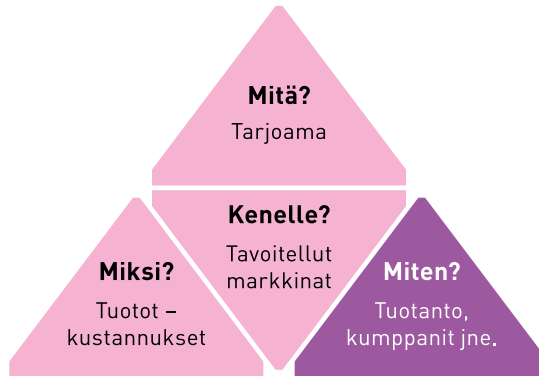 Mitä?
Tarjoama
Kenelle?
Tavoitellut
markkinat
Miksi?
Tuotot –
kustannukset
Miten?
Tuotanto,
kumppanit jne.